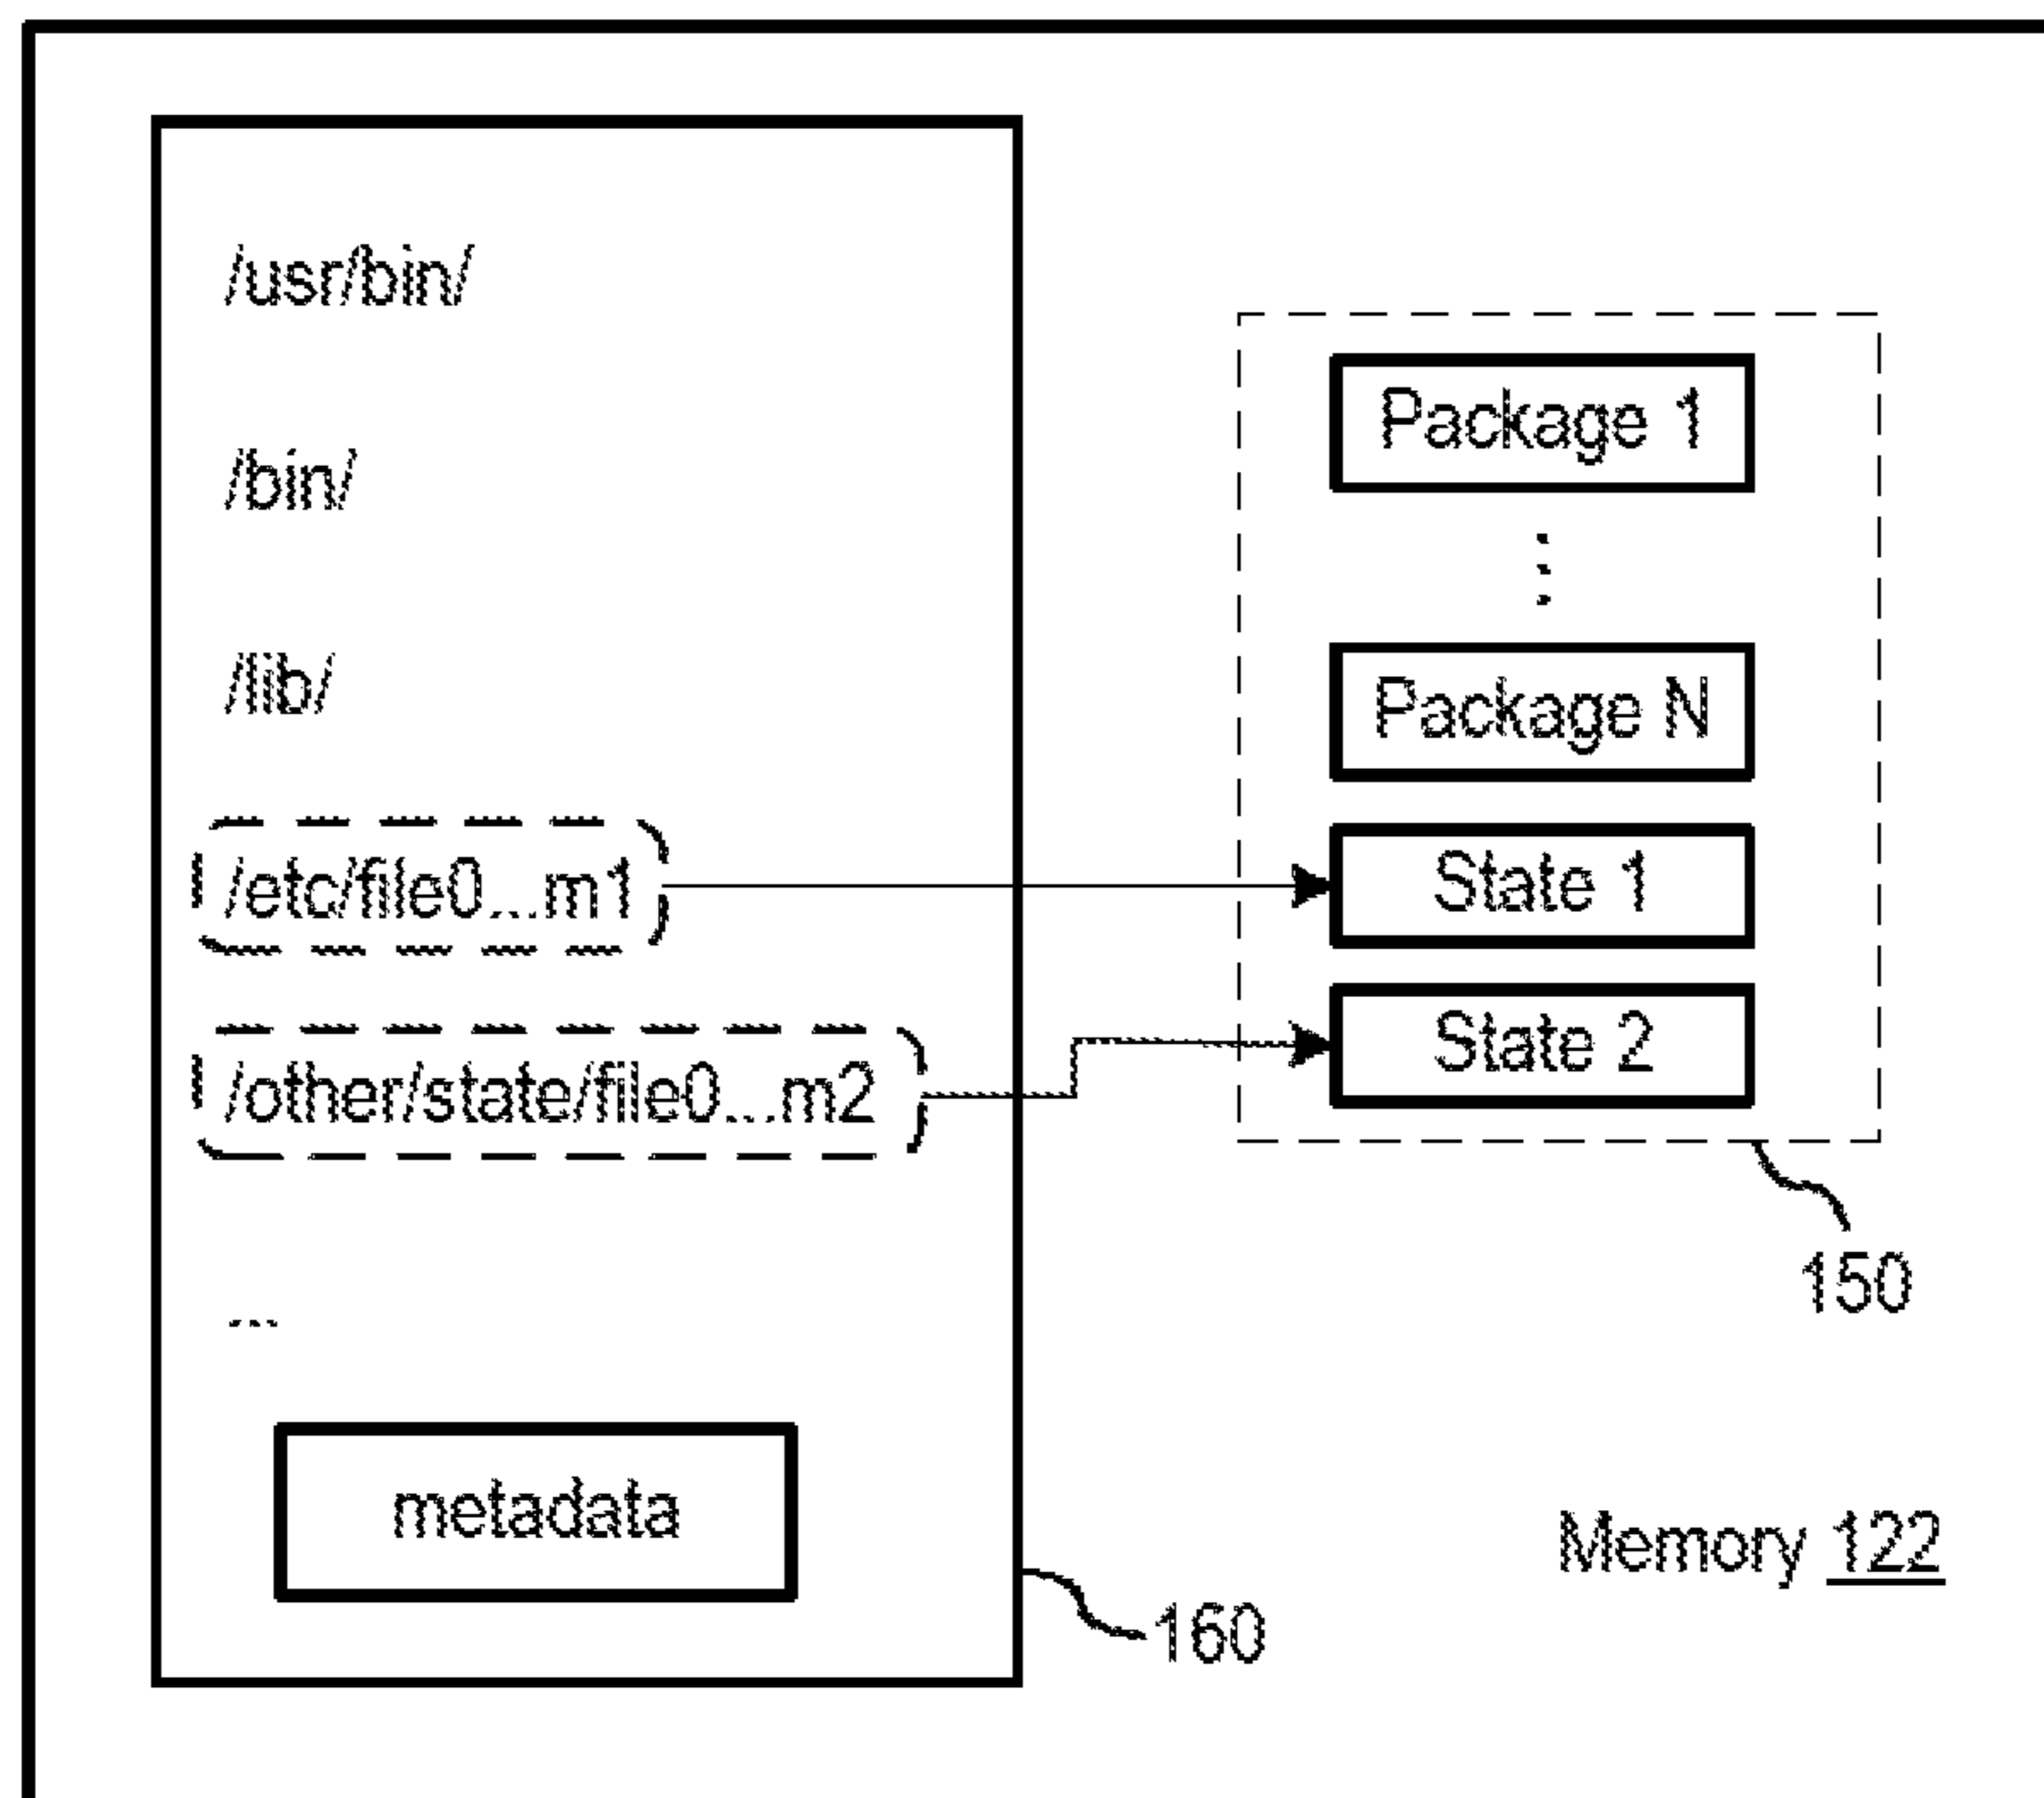 /usr/bin/
/bin/
/lib/
/etc/file0...m1
/other/state/file0...m2
...
metadata
160
Package 1
Package N
State 1
State 2
150
Memory 122